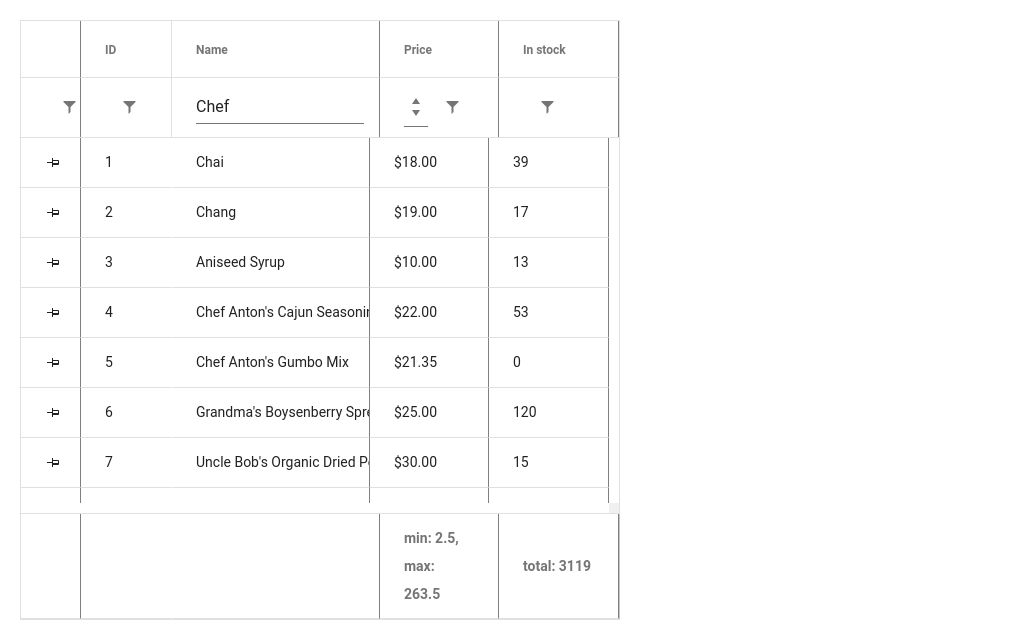 ID Name Price In stock
Chef
1 Chai $18.00 39
2 Chang $19.00 17
3 Aniseed Syrup $10.00 13
4 Chef Anton's Cajun $22.00 53
5 Chef Anton's Gumbo Mix $21.35 0
6 Grandma's Boysenberry $25.00 120
7 Uncle Bob's Organic Dried $30.00 15
min: 2.5,
max:
263.5
total: 3119